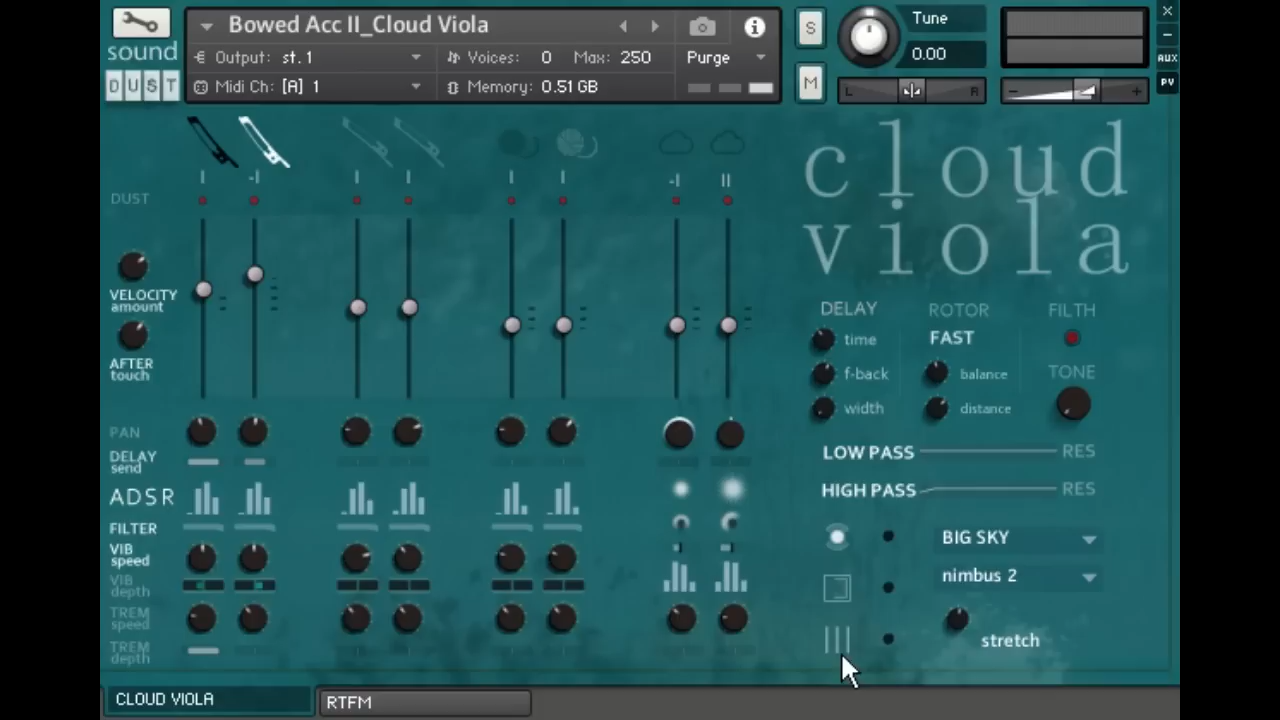 Bowed Acc II_Cloud Viola
S
Tune
0.00
sound
DUST
Output: st. 1
Voices: 0 Max: 250
Purge
AUX
PV
Midi Ch: [A] 1
Memory: 0.51 GB
M
L
R
- +
cloud
viola
I -I I I I I -I II
DUST
VELOCITY
amount
AFTER
touch
DELAY ROTOR FILTH
time FAST
f-back balance TONE
width distance
PAN
DELAY
send
LOW PASS RES
ADSR
HIGH PASS RES
FILTER
VIB
speed
BIG SKY
VIB
depth
nimbus 2
TREM
speed
stretch
TREM
depth
CLOUD VIOLA
RTFM